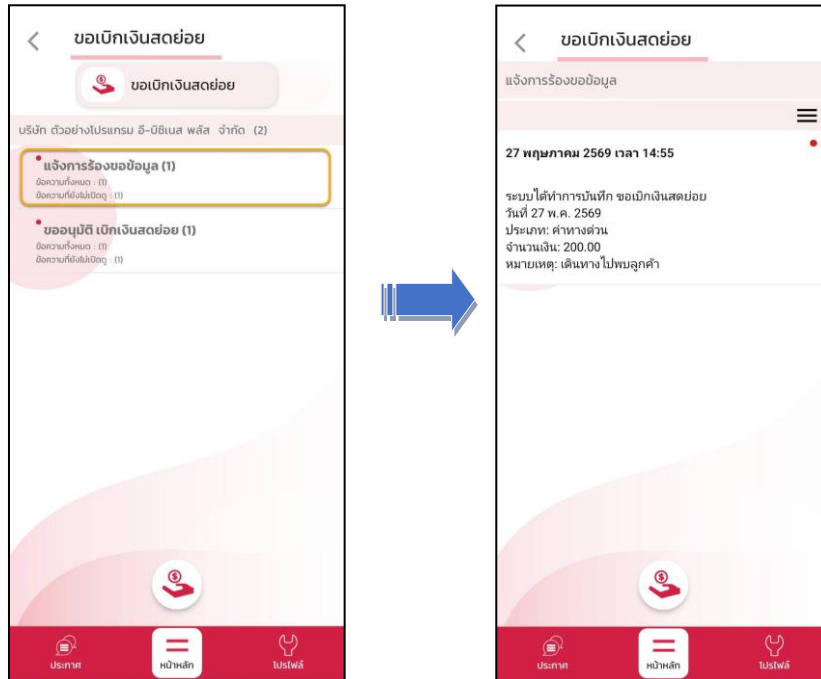 ขอเบิกเงินสดย่อย
ขอเบิกเงินสดย่อย
บริษัท ตัวอย่างโปรแกรม อี-บิซิเนส พลัส จำกัด (2)
แจ้งการร้องขอข้อมูล (1)
ข้อความทั้งหมด : (1)
ข้อความที่ยังไม่เปิดดู : (1)
ขออนุมัติ เบิกเงินสดย่อย (1)
ข้อความทั้งหมด : (1)
ข้อความที่ยังไม่เปิดดู : (1)
ประกาศ
หน้าหลัก
โปรไฟล์
ขอเบิกเงินสดย่อย
แจ้งการร้องขอข้อมูล
27 พฤษภาคม 2569 เวลา 14:55
ระบบได้ทำการบันทึก ขอเบิกเงินสดย่อย
วันที่ 27 พ.ค. 2569
ประเภท: ค่าทางด่วน
จำนวนเงิน: 200.00
หมายเหตุ: เดินทางไปพบลูกค้า
ประกาศ
หน้าหลัก
โปรไฟล์